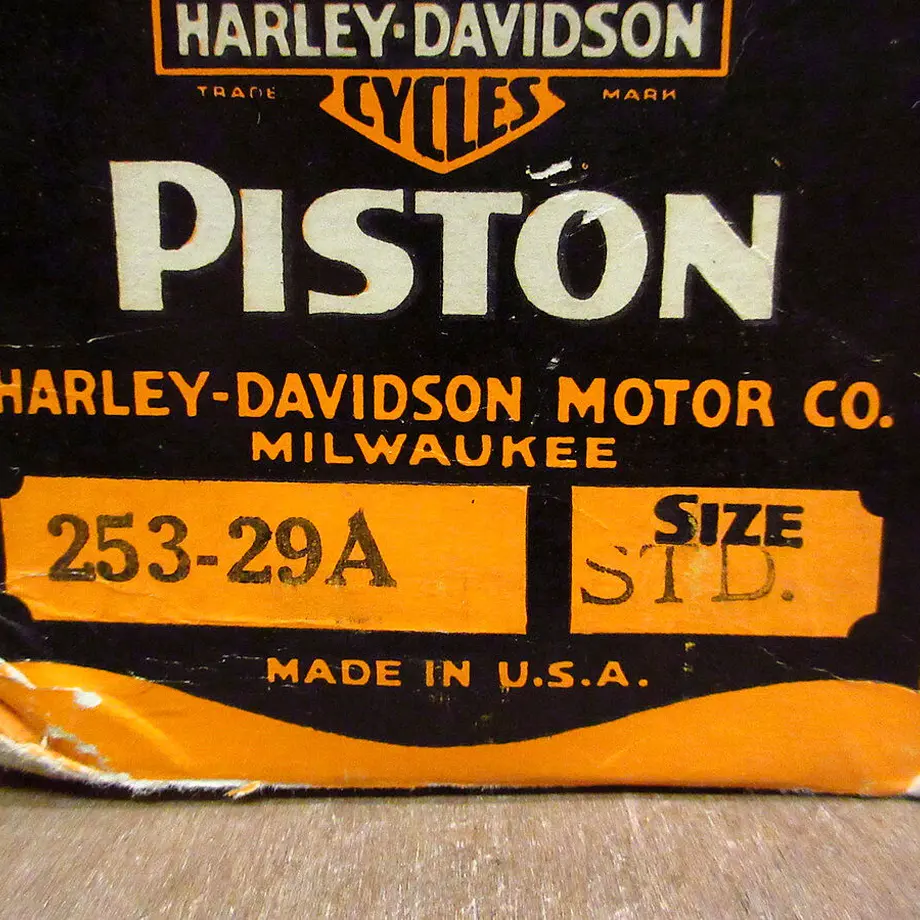 HARLEY-DAVIDSON
TRADE CYCLES MARK
PISTON
HARLEY-DAVIDSON MOTOR CO.
MILWAUKEE
253-29A
SIZE
STD.
MADE IN U.S.A.